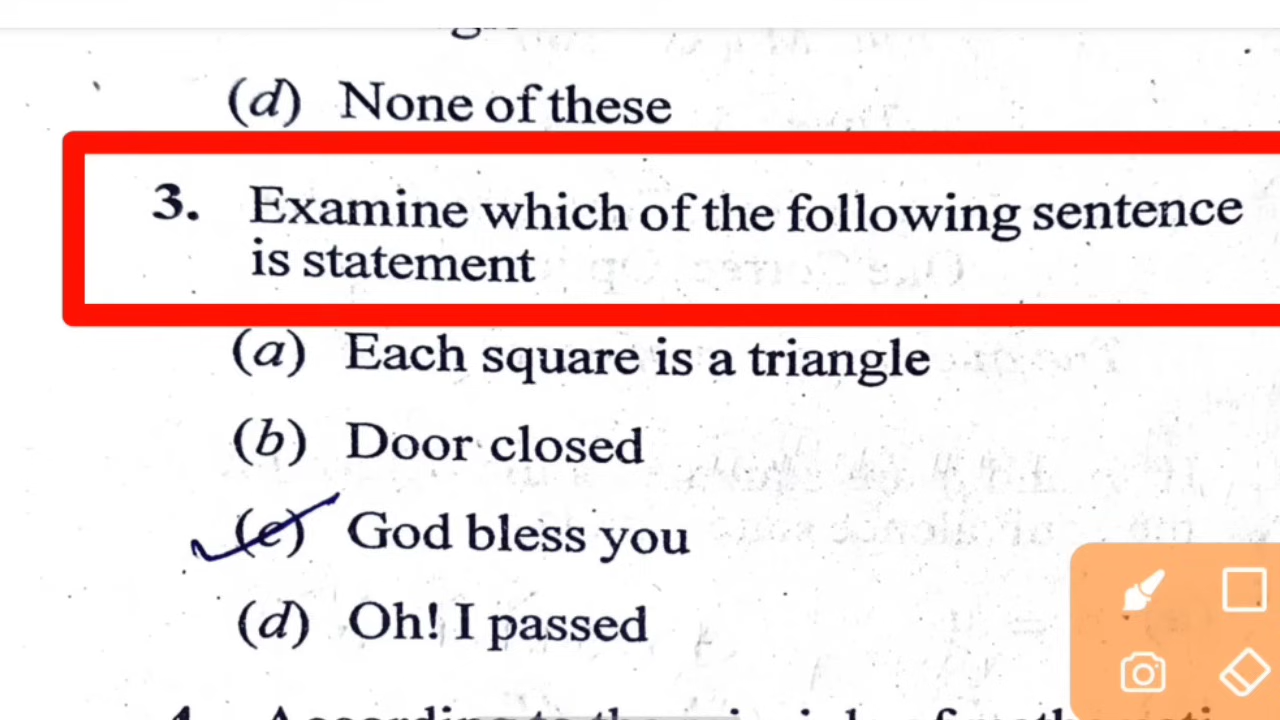 (d) None of these
3. Examine which of the following sentence
is statement
(a) Each square is a triangle
(b) Door closed
(c) God bless you
(d) Oh! I passed